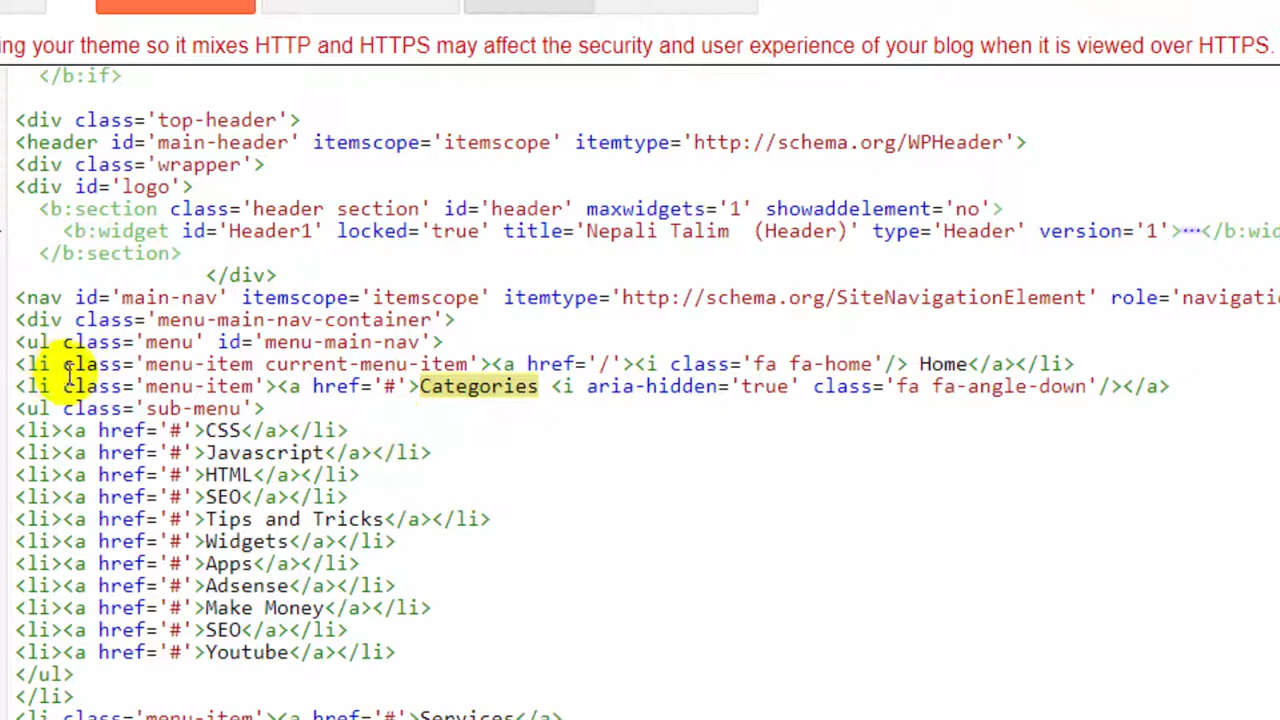 ing your theme so it mixes HTTP and HTTPS may affect the security and user experience of your blog when it is viewed over HTTPS.
</b:if>
<div class='top-header'>
<header id='main-header' itemscope='itemscope' itemtype='http://schema.org/WPHeader'>
<div class='wrapper'>
<div id='logo'>
<b:section class='header section' id='header' maxwidgets='1' showaddelement='no'>
<b:widget id='Header1' locked='true' title='Nepali Talim  (Header)' type='Header' version='1'>⋯</b:wid
</b:section>
</div>
<nav id='main-nav' itemscope='itemscope' itemtype='http://schema.org/SiteNavigationElement' role='navigati
<div class='menu-main-nav-container'>
<ul class='menu' id='menu-main-nav'>
<li class='menu-item current-menu-item'><a href='/'><i class='fa fa-home'/> Home</a></li>
<li class='menu-item'><a href='#'>Categories <i aria-hidden='true' class='fa fa-angle-down'/></a>
<ul class='sub-menu'>
<li><a href='#'>CSS</a></li>
<li><a href='#'>Javascript</a></li>
<li><a href='#'>HTML</a></li>
<li><a href='#'>SEO</a></li>
<li><a href='#'>Tips and Tricks</a></li>
<li><a href='#'>Widgets</a></li>
<li><a href='#'>Apps</a></li>
<li><a href='#'>Adsense</a></li>
<li><a href='#'>Make Money</a></li>
<li><a href='#'>SEO</a></li>
<li><a href='#'>Youtube</a></li>
</ul>
</li>
<li class='menu-item'><a href='#'>Services</a>